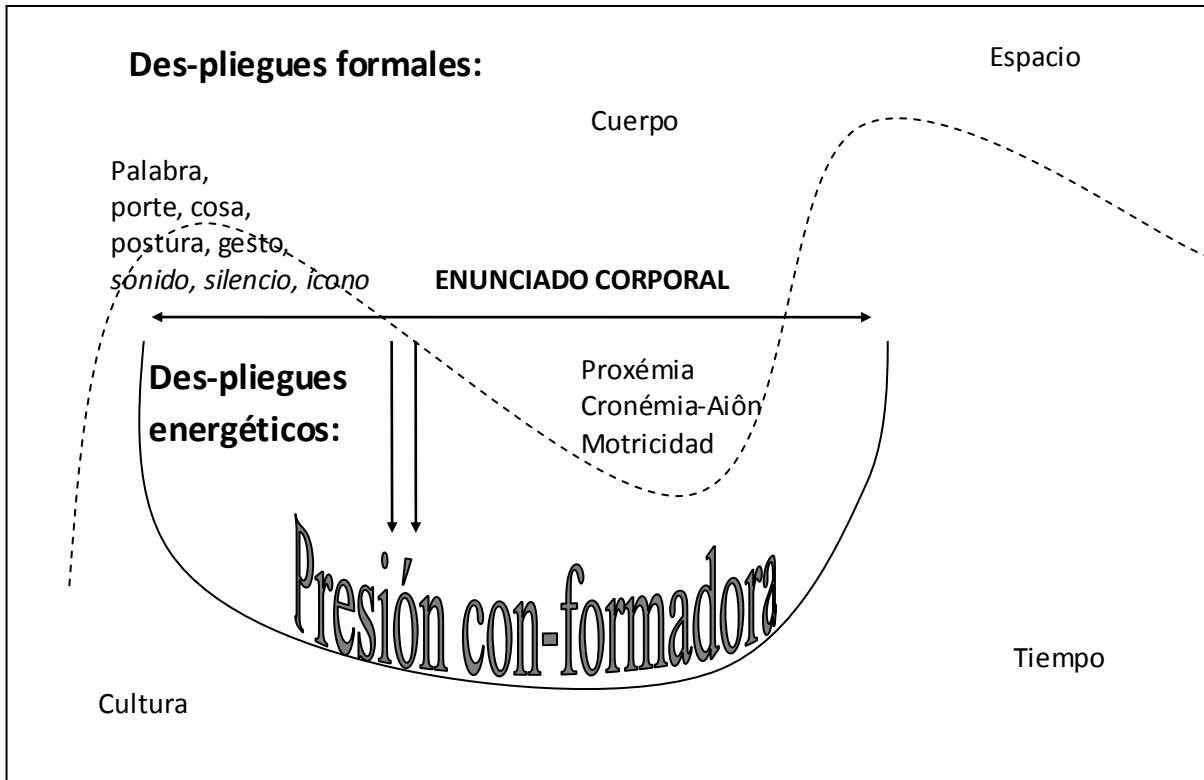 Des-pliegues formales:
Espacio
Cuerpo
Palabra,
porte, cosa,
postura, gesto,
sonido, silencio, icono
ENUNCIADO CORPORAL
Des-pliegues
energéticos:
Proxémia
Cronémia-Aiôn
Motricidad
Presión con-formadora
Tiempo
Cultura